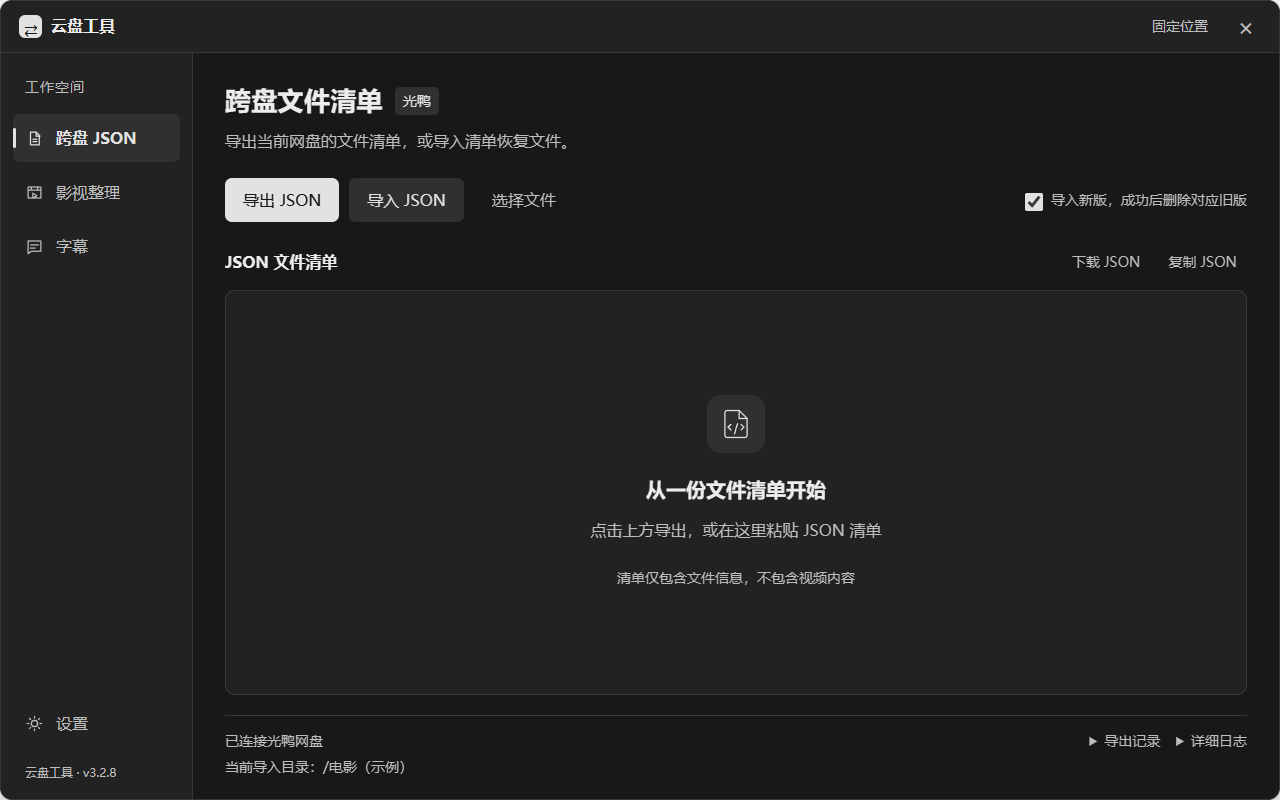 云盘工具
固定位置
工作空间
跨盘 JSON
影视整理
字幕
设置
云盘工具 · v3.2.8
跨盘文件清单 光鸭
导出当前网盘的文件清单，或导入清单恢复文件。
导出 JSON 导入 JSON 选择文件 导入新版，成功后删除对应旧版
JSON 文件清单 下载 JSON 复制 JSON
从一份文件清单开始
点击上方导出，或在这里粘贴 JSON 清单
清单仅包含文件信息，不包含视频内容
已连接光鸭网盘 导出记录 详细日志
当前导入目录：/电影（示例）